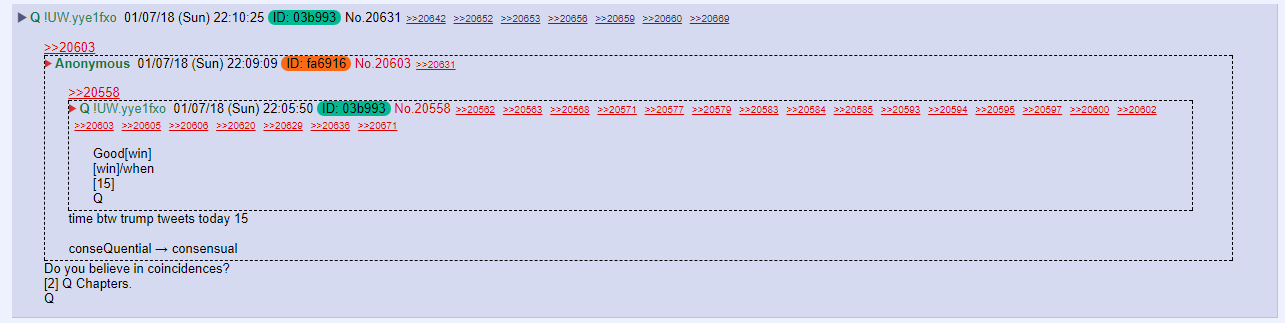 ▶ Q !UW.yye1fxo 01/07/18 (Sun) 22:10:25 ID: 03b993 No.20631 >>20642 >>20652 >>20653 >>20656 >>20659 >>20660 >>20669
>>20603
▶ Anonymous 01/07/18 (Sun) 22:09:09 ID: fa6916 No.20603 >>20631
>>20558
▶ Q !UW.yye1fxo 01/07/18 (Sun) 22:05:50 ID: 03b993 No.20558 >>20562 >>20563 >>20568 >>20571 >>20577 >>20579 >>20583 >>20584 >>20585 >>20593 >>20594 >>20595 >>20597 >>20600 >>20602
>>20603 >>20605 >>20606 >>20620 >>20629 >>20636 >>20671
Good[win]
[win]/when
[15]
Q
time btw trump tweets today 15
conseQuential → consensual
Do you believe in coincidences?
[2] Q Chapters.
Q